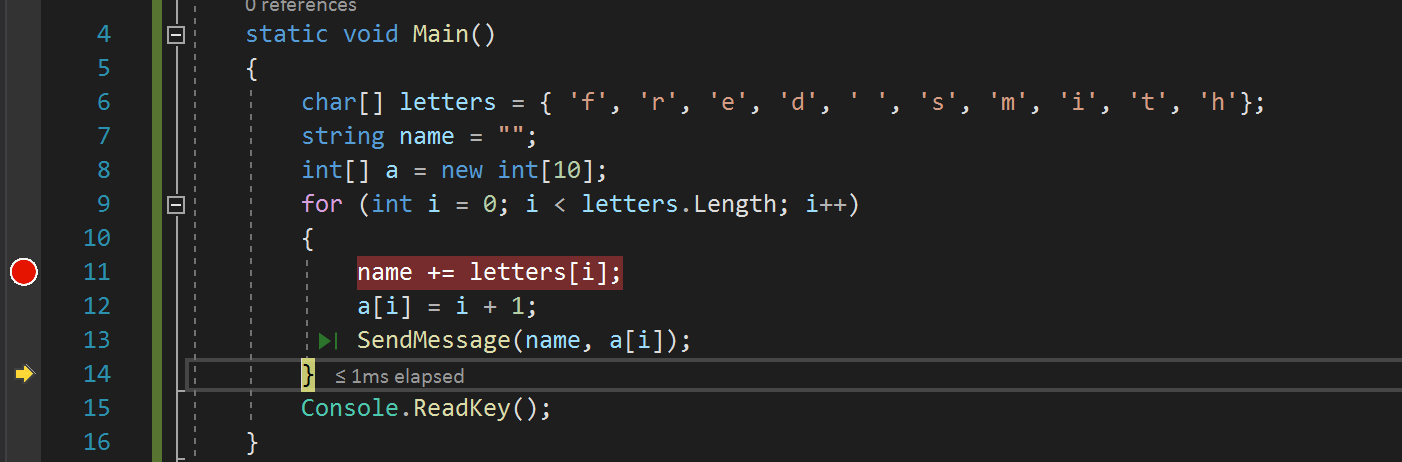 0 references
4 static void Main()
5 {
6 char[] letters = { 'f', 'r', 'e', 'd', ' ', 's', 'm', 'i', 't', 'h'};
7 string name = "";
8 int[] a = new int[10];
9 for (int i = 0; i < letters.Length; i++)
10 {
11 name += letters[i];
12 a[i] = i + 1;
13 SendMessage(name, a[i]);
14 } ≤ 1ms elapsed
15 Console.ReadKey();
16 }